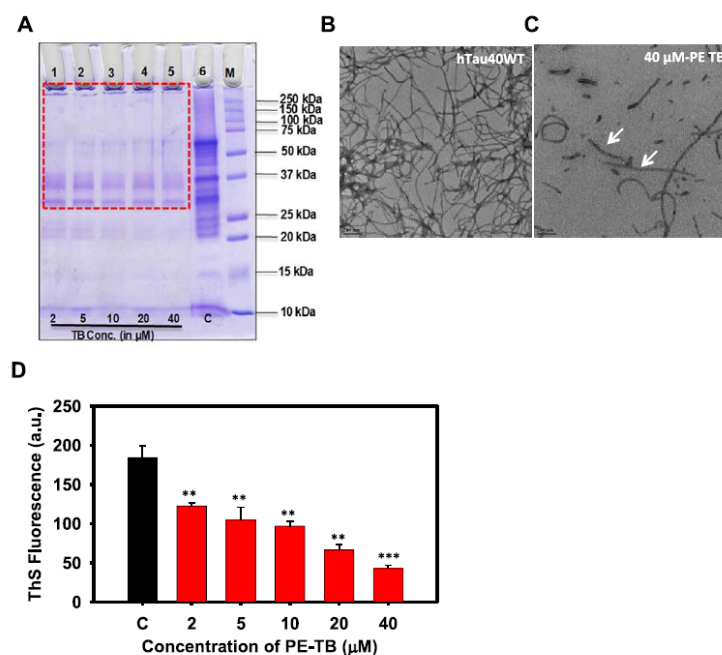 A
1 2 3 4 5 6 M
250 kDa
150 kDa
100 kDa
75 kDa
50 kDa
37 kDa
25 kDa
20 kDa
15 kDa
10 kDa
2 5 10 20 40 C
TB Conc. (in µM)
B
hTau40WT
C
40 µM-PE TB
D
ThS Fluorescence (a.u.)
250
200
150
100
50
0
** ** ** ** ***
C 2 5 10 20 40
Concentration of PE-TB (µM)